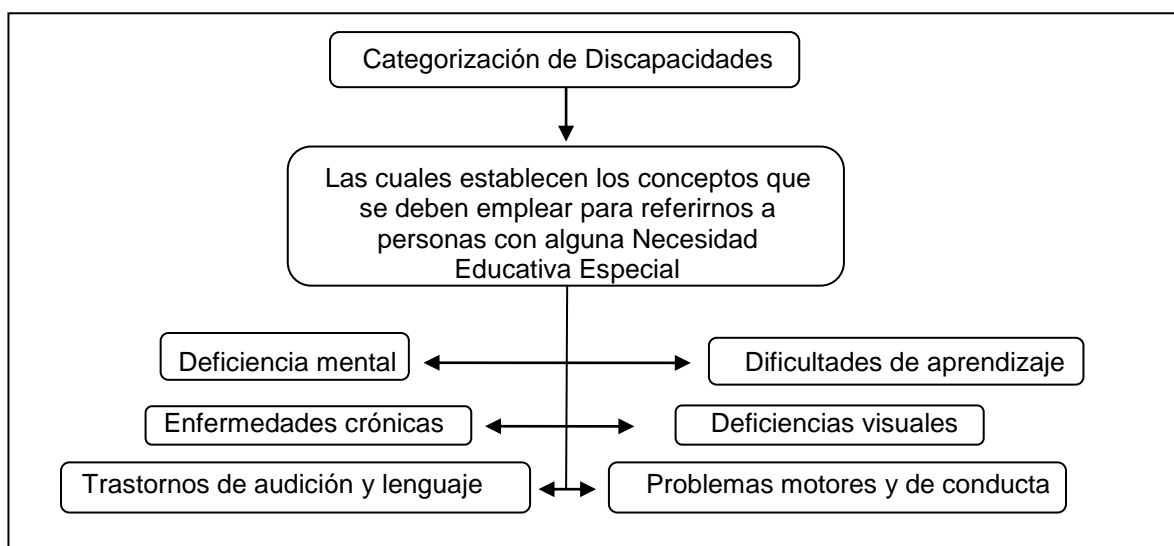 Categorización de Discapacidades
Las cuales establecen los conceptos que
se deben emplear para referirnos a
personas con alguna Necesidad
Educativa Especial
Deficiencia mental
Dificultades de aprendizaje
Enfermedades crónicas
Deficiencias visuales
Trastornos de audición y lenguaje
Problemas motores y de conducta